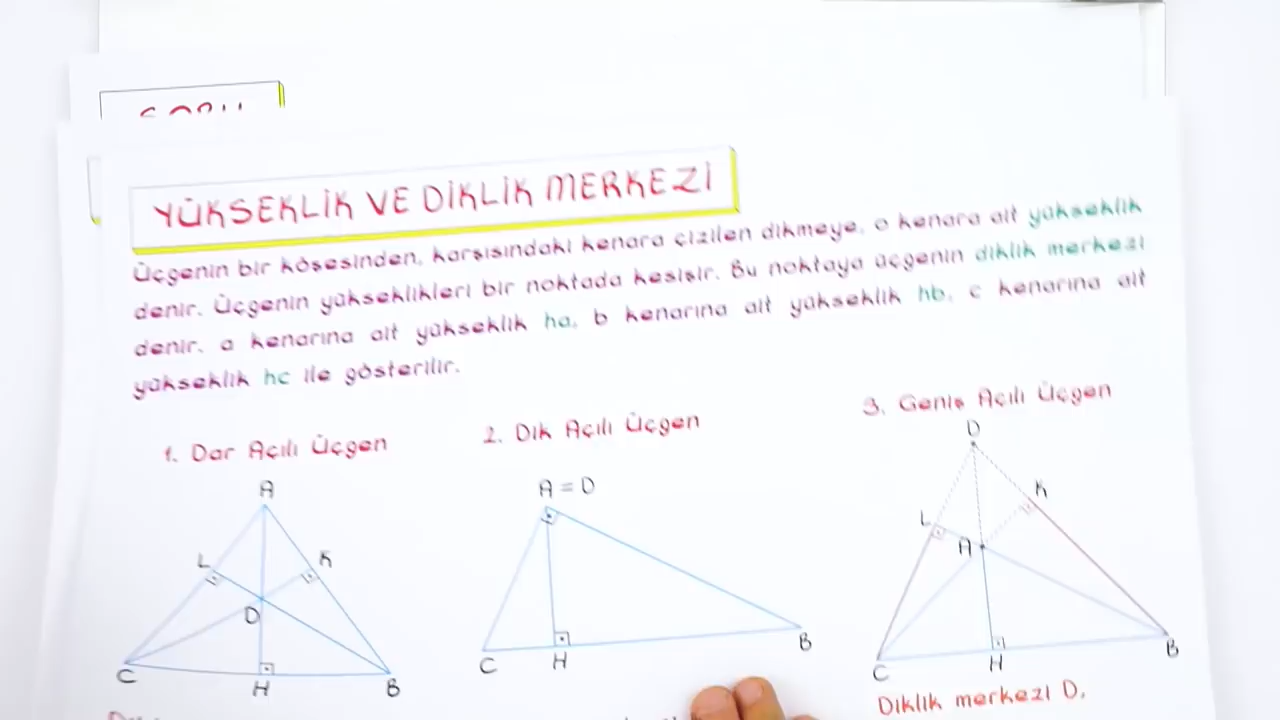 YÜKSEKLİK VE DİKLİK MERKEZİ
Üçgenin bir köşesinden, karşısındaki kenara çizilen dikmeye, o kenara ait yükseklik
denir. Üçgenin yükseklikleri bir noktada kesişir. Bu noktaya üçgenin diklik merkezi
denir. a kenarına ait yükseklik ha, b kenarına ait yükseklik hb, c kenarına ait
yükseklik hc ile gösterilir.
1. Dar Açılı Üçgen
2. Dik Açılı Üçgen
3. Geniş Açılı Üçgen
A
L
K
D
C
H
B
A = D
C
H
B
D
K
L
A
C
H
B
Diklik merkezi D,